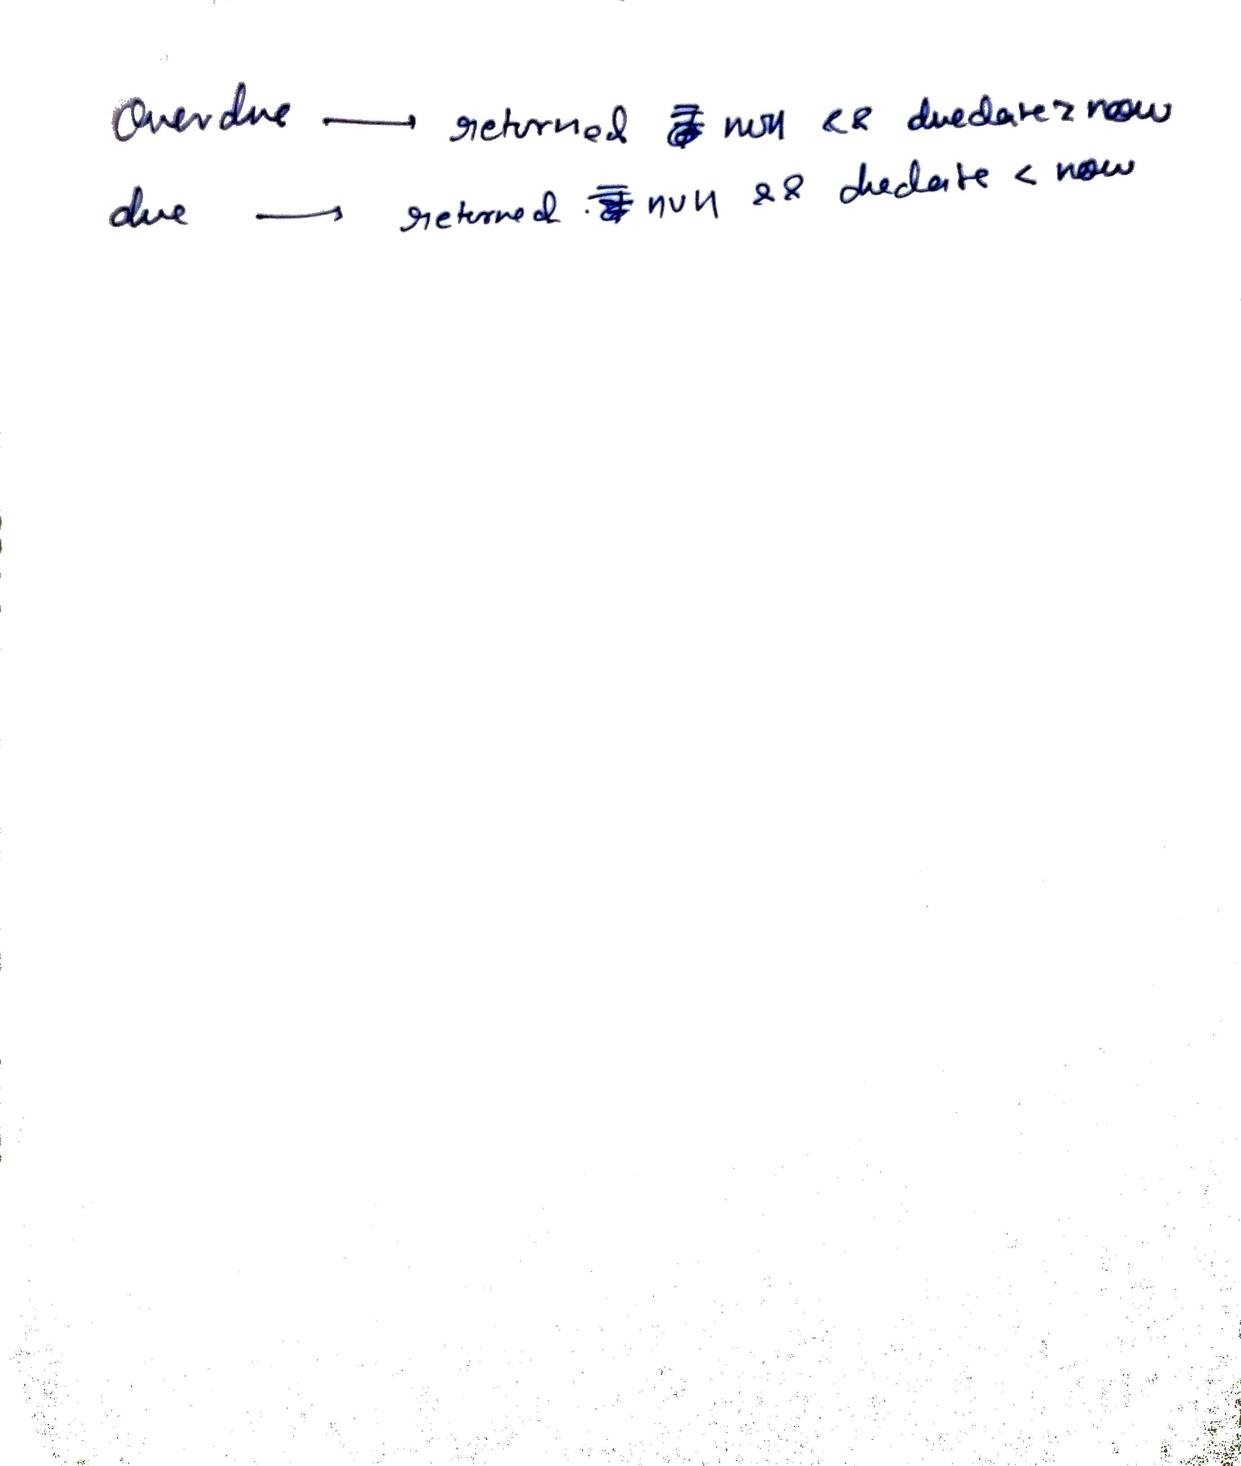 Overdue → returned = null && duedate > now
due → returned = null && duedate < now